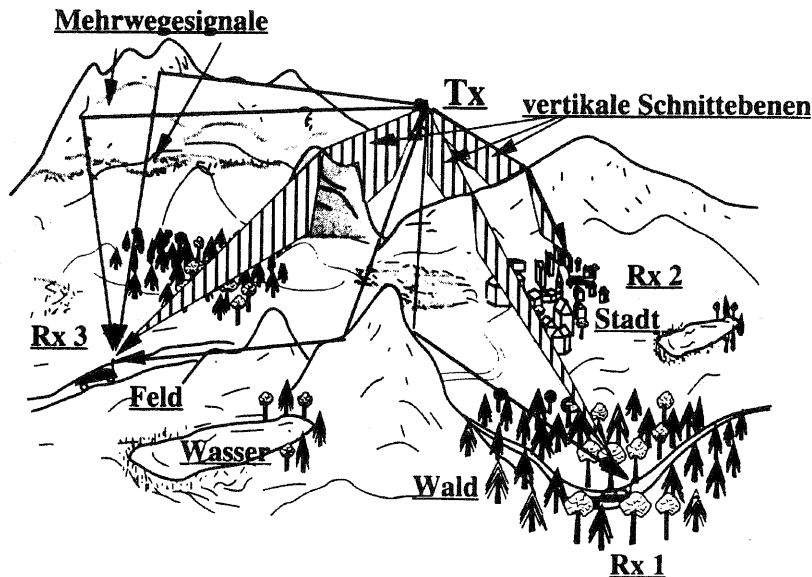 Mehrwegesignale
Tx
vertikale Schnittebenen
Rx 2
Stadt
Rx 3
Feld
Wasser
Wald
Rx 1